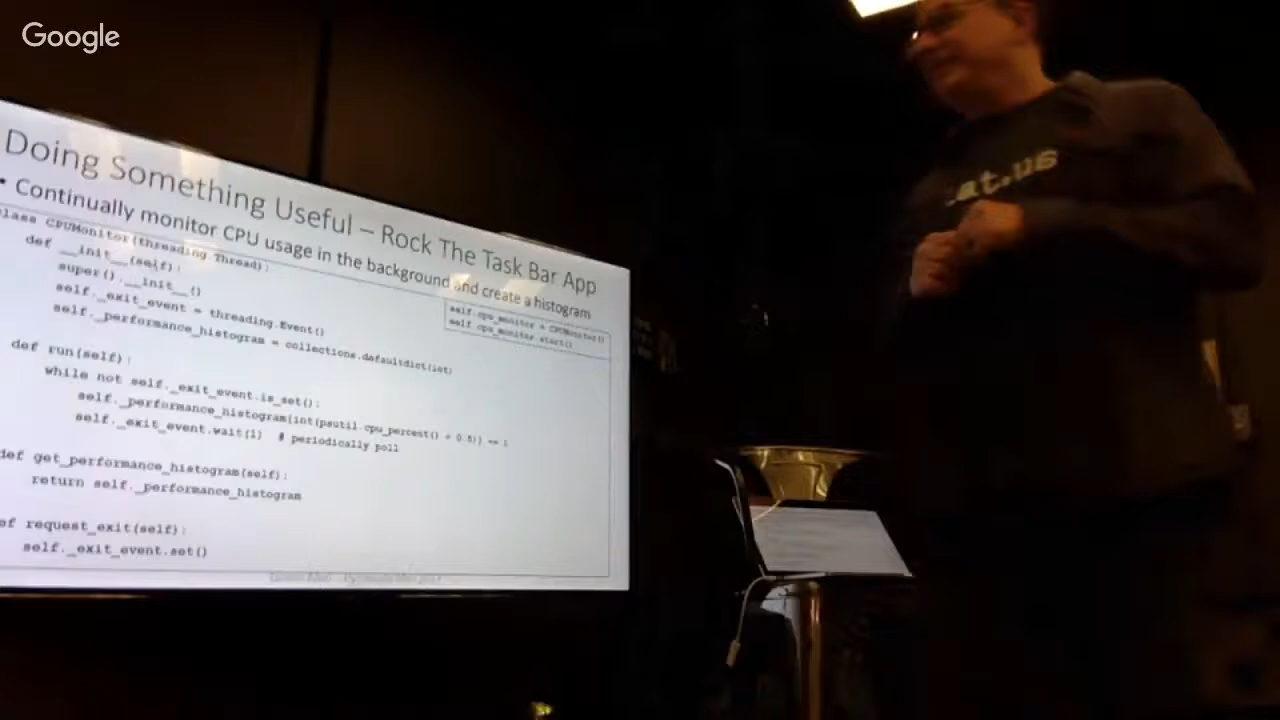 Google
Doing Something Useful – Rock The Task Bar App
• Continually monitor CPU usage in the background and create a histogram
class CPUMonitor(threading.Thread):
def __init__(self):
super().__init__()
self._exit_event = threading.Event()
self._performance_histogram = collections.defaultdict(int)
self.cpu_monitor = CPUMonitor()
self.cpu_monitor.start()
def run(self):
while not self._exit_event.is_set():
self._performance_histogram[int(psutil.cpu_percent() + 0.5)] += 1
self._exit_event.wait(1) # periodically poll
def get_performance_histogram(self):
return self._performance_histogram
ef request_exit(self):
self._exit_event.set()
at.us